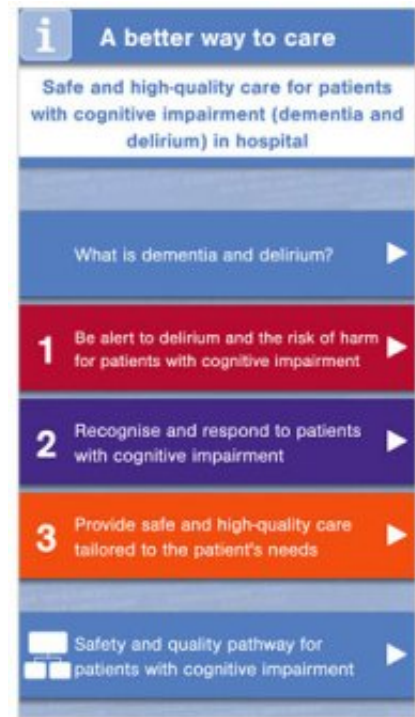 i
A better way to care
Safe and high-quality care for patients
with cognitive impairment (dementia and
delirium) in hospital
What is dementia and delirium?
1
Be alert to delirium and the risk of harm
for patients with cognitive impairment
2
Recognise and respond to patients
with cognitive impairment
3
Provide safe and high-quality care
tailored to the patient's needs
Safety and quality pathway for
patients with cognitive impairment